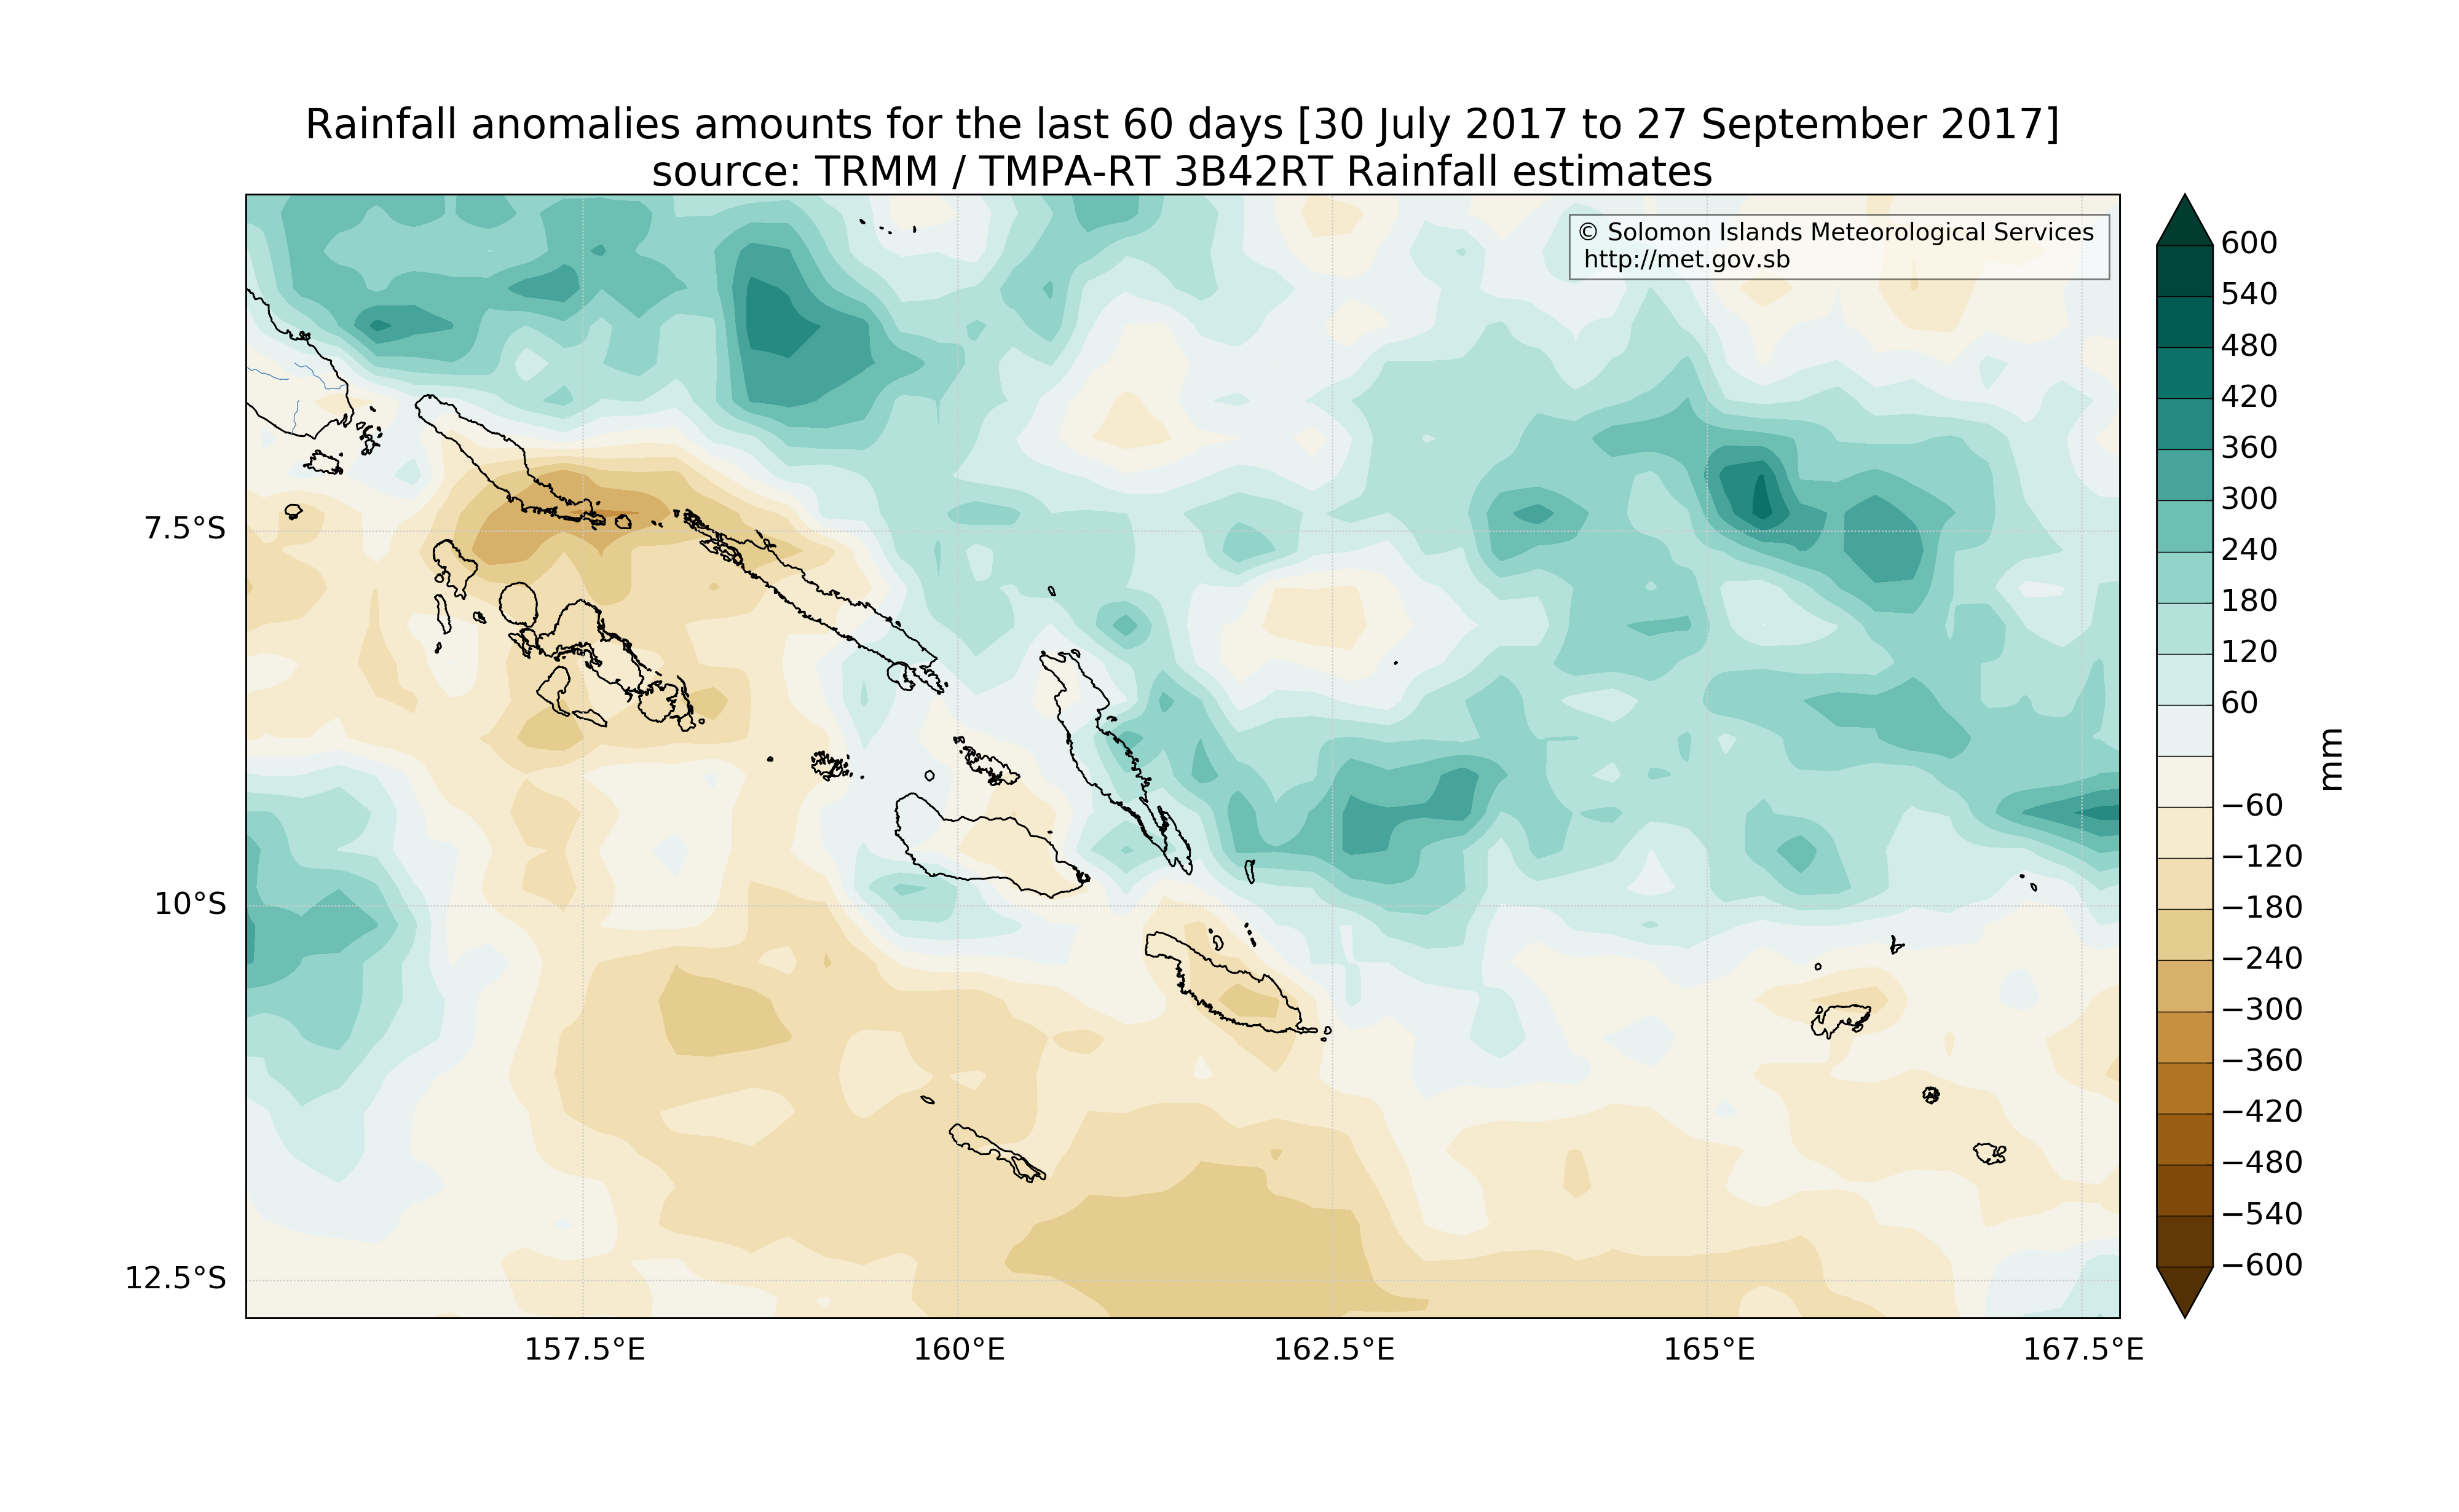 Rainfall anomalies amounts for the last 60 days [30 July 2017 to 27 September 2017]
source: TRMM / TMPA-RT 3B42RT Rainfall estimates
© Solomon Islands Meteorological Services
http://met.gov.sb
7.5°S
10°S
12.5°S
157.5°E
160°E
162.5°E
165°E
167.5°E
600
540
480
420
360
300
240
180
120
60
−60
−120
−180
−240
−300
−360
−420
−480
−540
−600
mm